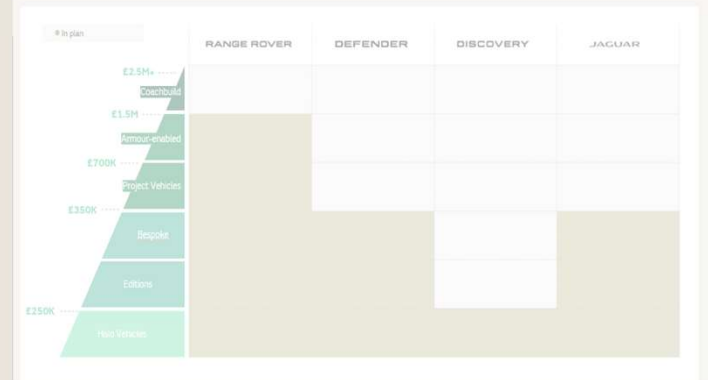 In plan
RANGE ROVER DEFENDER DISCOVERY JAGUAR
£2.5M+
Coachbuild
£1.5M
Armour-enabled
£700K
Project Vehicles
£350K
Bespoke
Editions
£250K
Main Vehicles